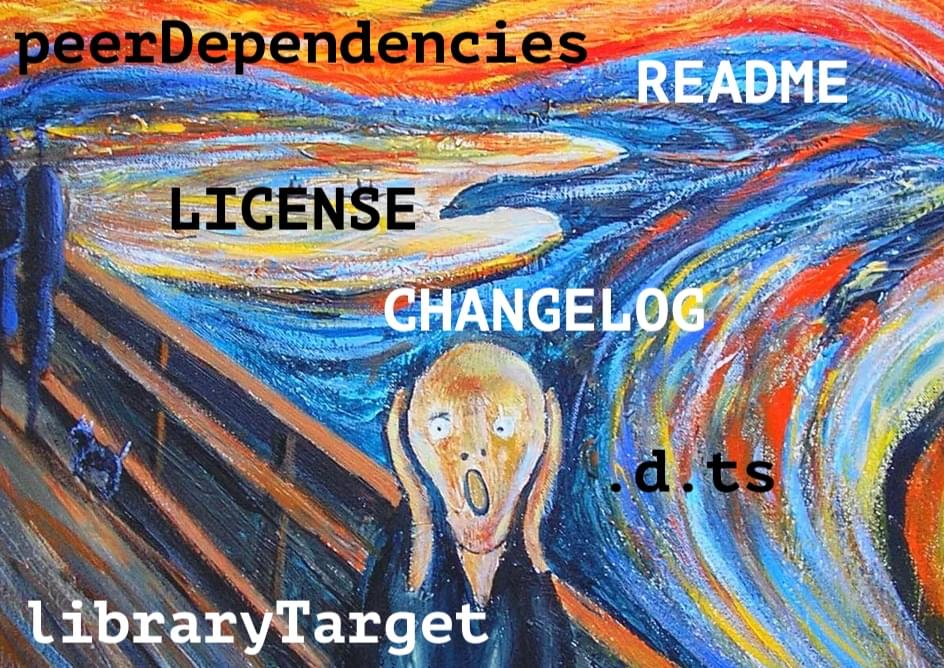 peerDependencies
README
LICENSE
CHANGELOG
.d.ts
libraryTarget